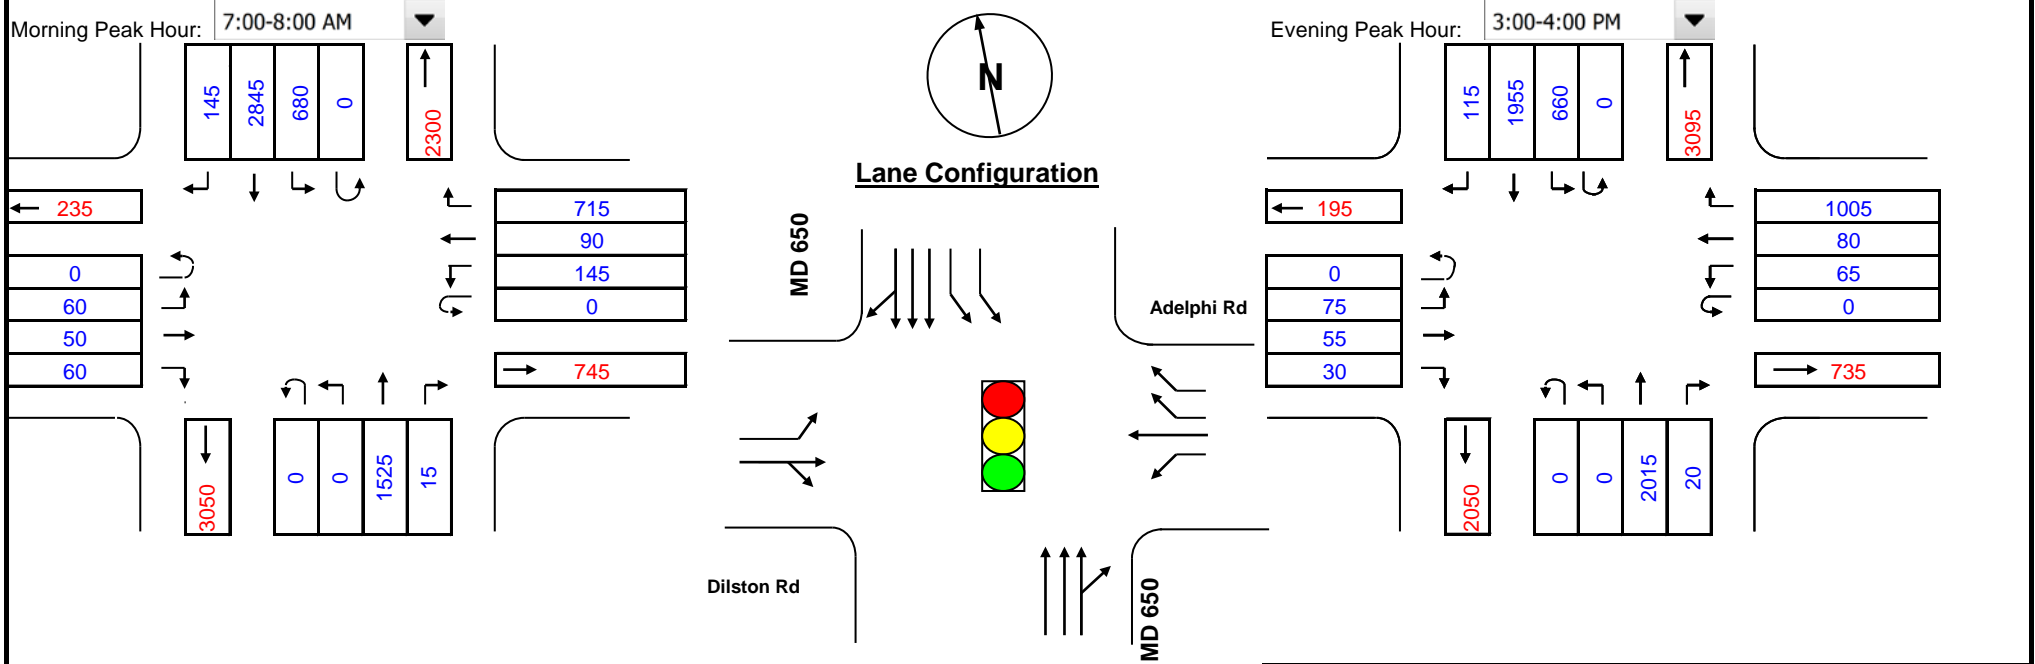 Morning Peak Hour: 7:00-8:00 AM
145 2845 680 0 2300
235
715
90
145
0
0
60
50
60
745
3050 0 0 1525 15
N
Lane Configuration
MD 650
Adelphi Rd
Dilston Rd
MD 650
Evening Peak Hour: 3:00-4:00 PM
115 1955 660 0 3095
195
1005
80
65
0
0
75
55
30
735
2050 0 0 2015 20